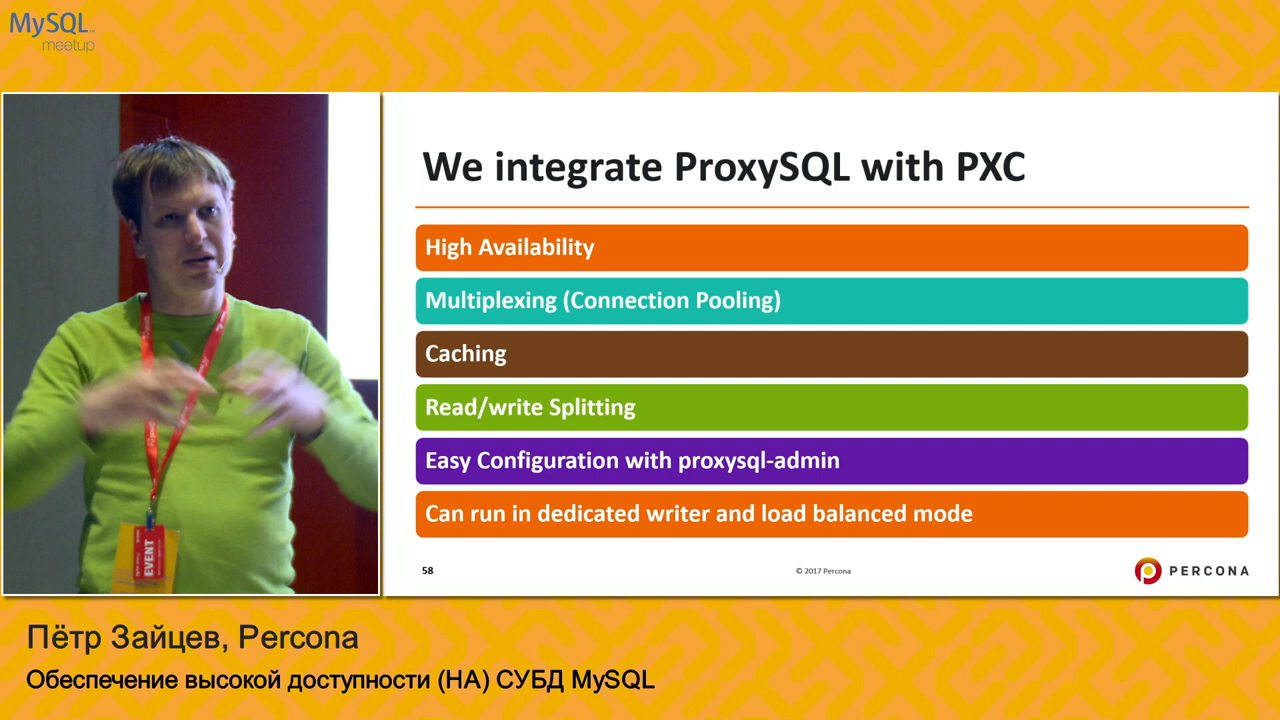 MySQL
meetup
We integrate ProxySQL with PXC
High Availability
Multiplexing (Connection Pooling)
Caching
Read/write Splitting
Easy Configuration with proxysql-admin
Can run in dedicated writer and load balanced mode
58
© 2017 Percona
PERCONA
EVENT
Пётр Зайцев, Percona
Обеспечение высокой доступности (HA) СУБД MySQL